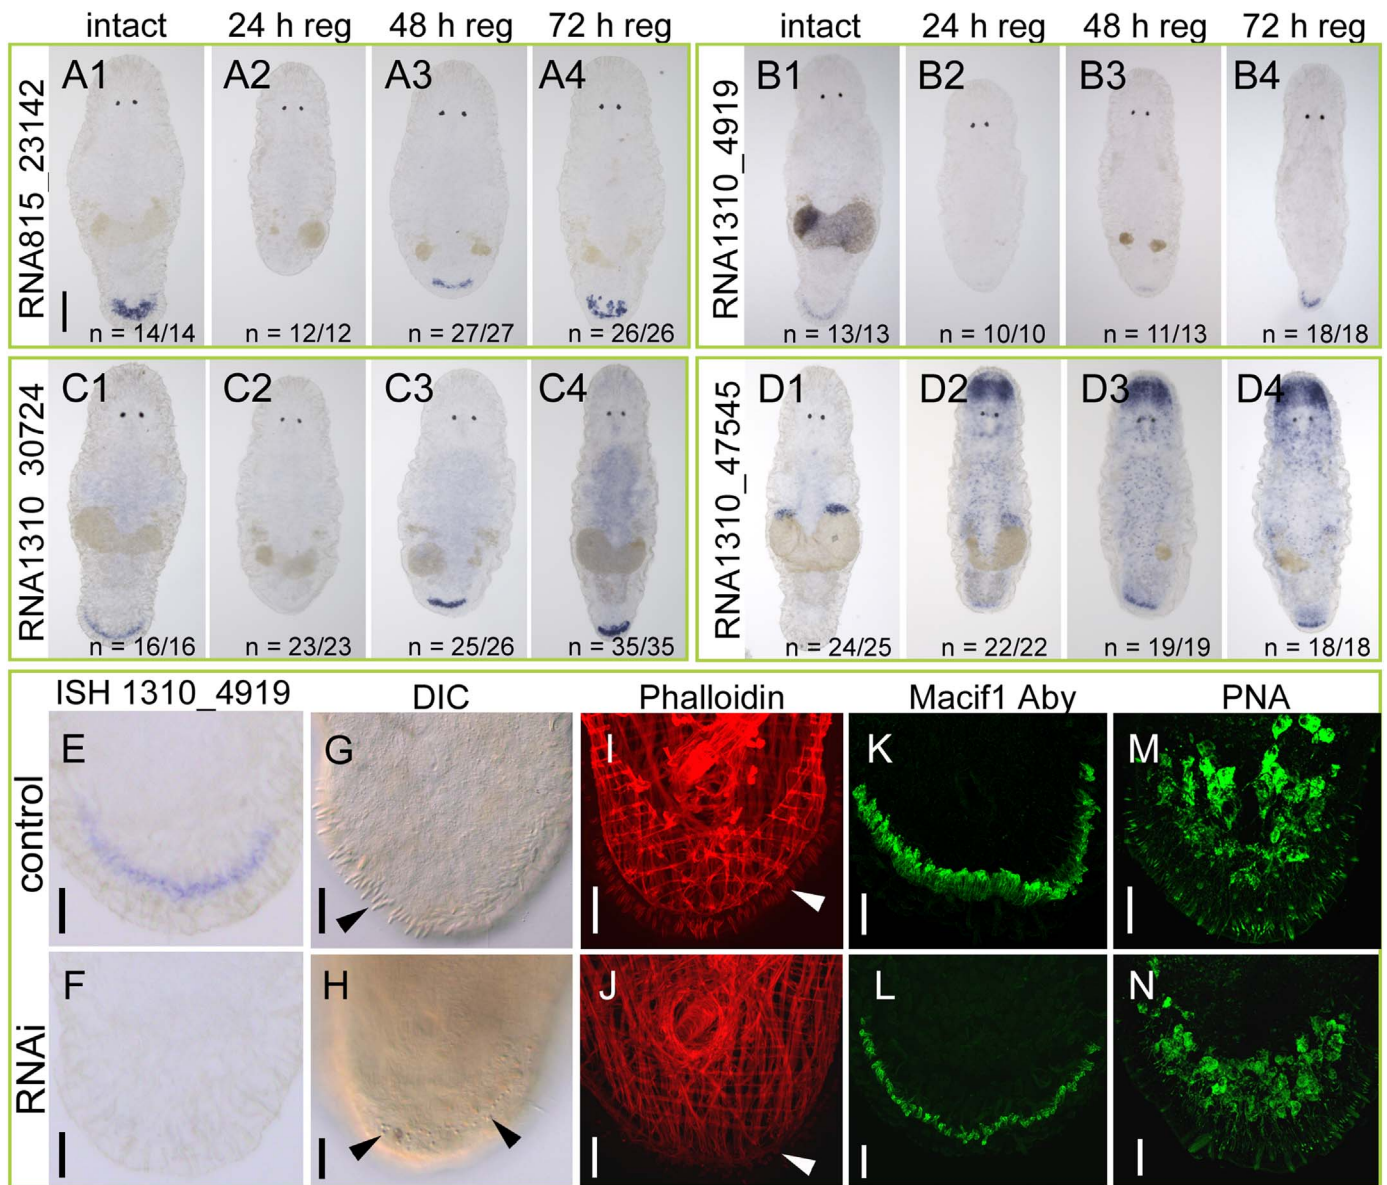 intact 24 h reg 48 h reg 72 h reg intact 24 h reg 48 h reg 72 h reg
RNA815_23142
A1 A2 A3 A4
n = 14/14 n = 12/12 n = 27/27 n = 26/26
RNA1310_4919
B1 B2 B3 B4
n = 13/13 n = 10/10 n = 11/13 n = 18/18
RNA1310 30724
C1 C2 C3 C4
n = 16/16 n = 23/23 n = 25/26 n = 35/35
RNA1310_47545
D1 D2 D3 D4
n = 24/25 n = 22/22 n = 19/19 n = 18/18
ISH 1310_4919 DIC Phalloidin Macif1 Aby PNA
control
E G I K M
RNAi
F H J L N